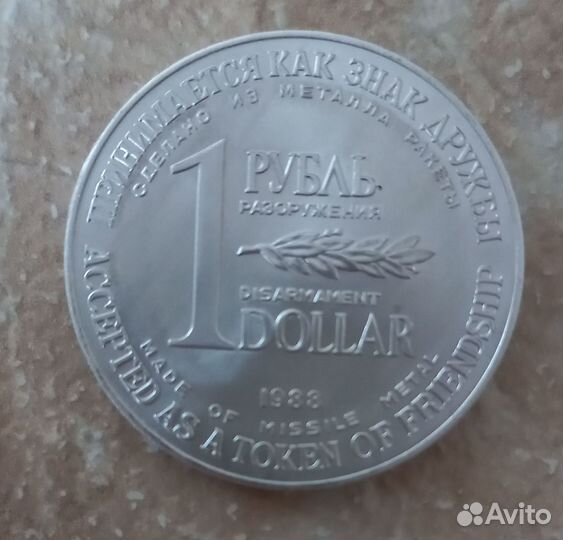 ПРИНИМАЕТСЯ КАК ЗНАК ДРУЖБЫ
СДЕЛАНО ИЗ МЕТАЛЛА РАКЕТЫ
1
РУБЛЬ
РАЗОРУЖЕНИЯ
DISARMAMENT
DOLLAR
1988
MADE OF MISSILE METAL
ACCEPTED AS A TOKEN OF FRIENDSHIP
Avito